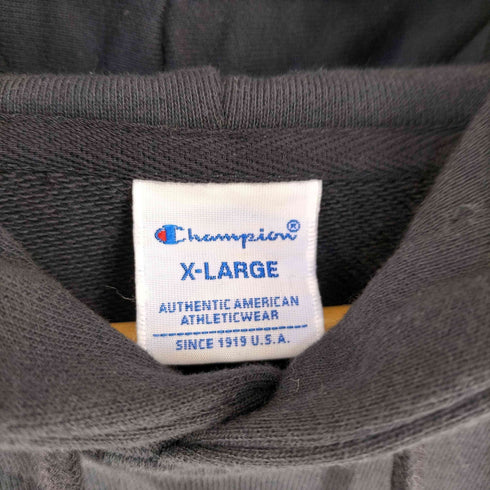 Champion®
X-LARGE
AUTHENTIC AMERICAN
ATHLETICWEAR
SINCE 1919 U.S.A.